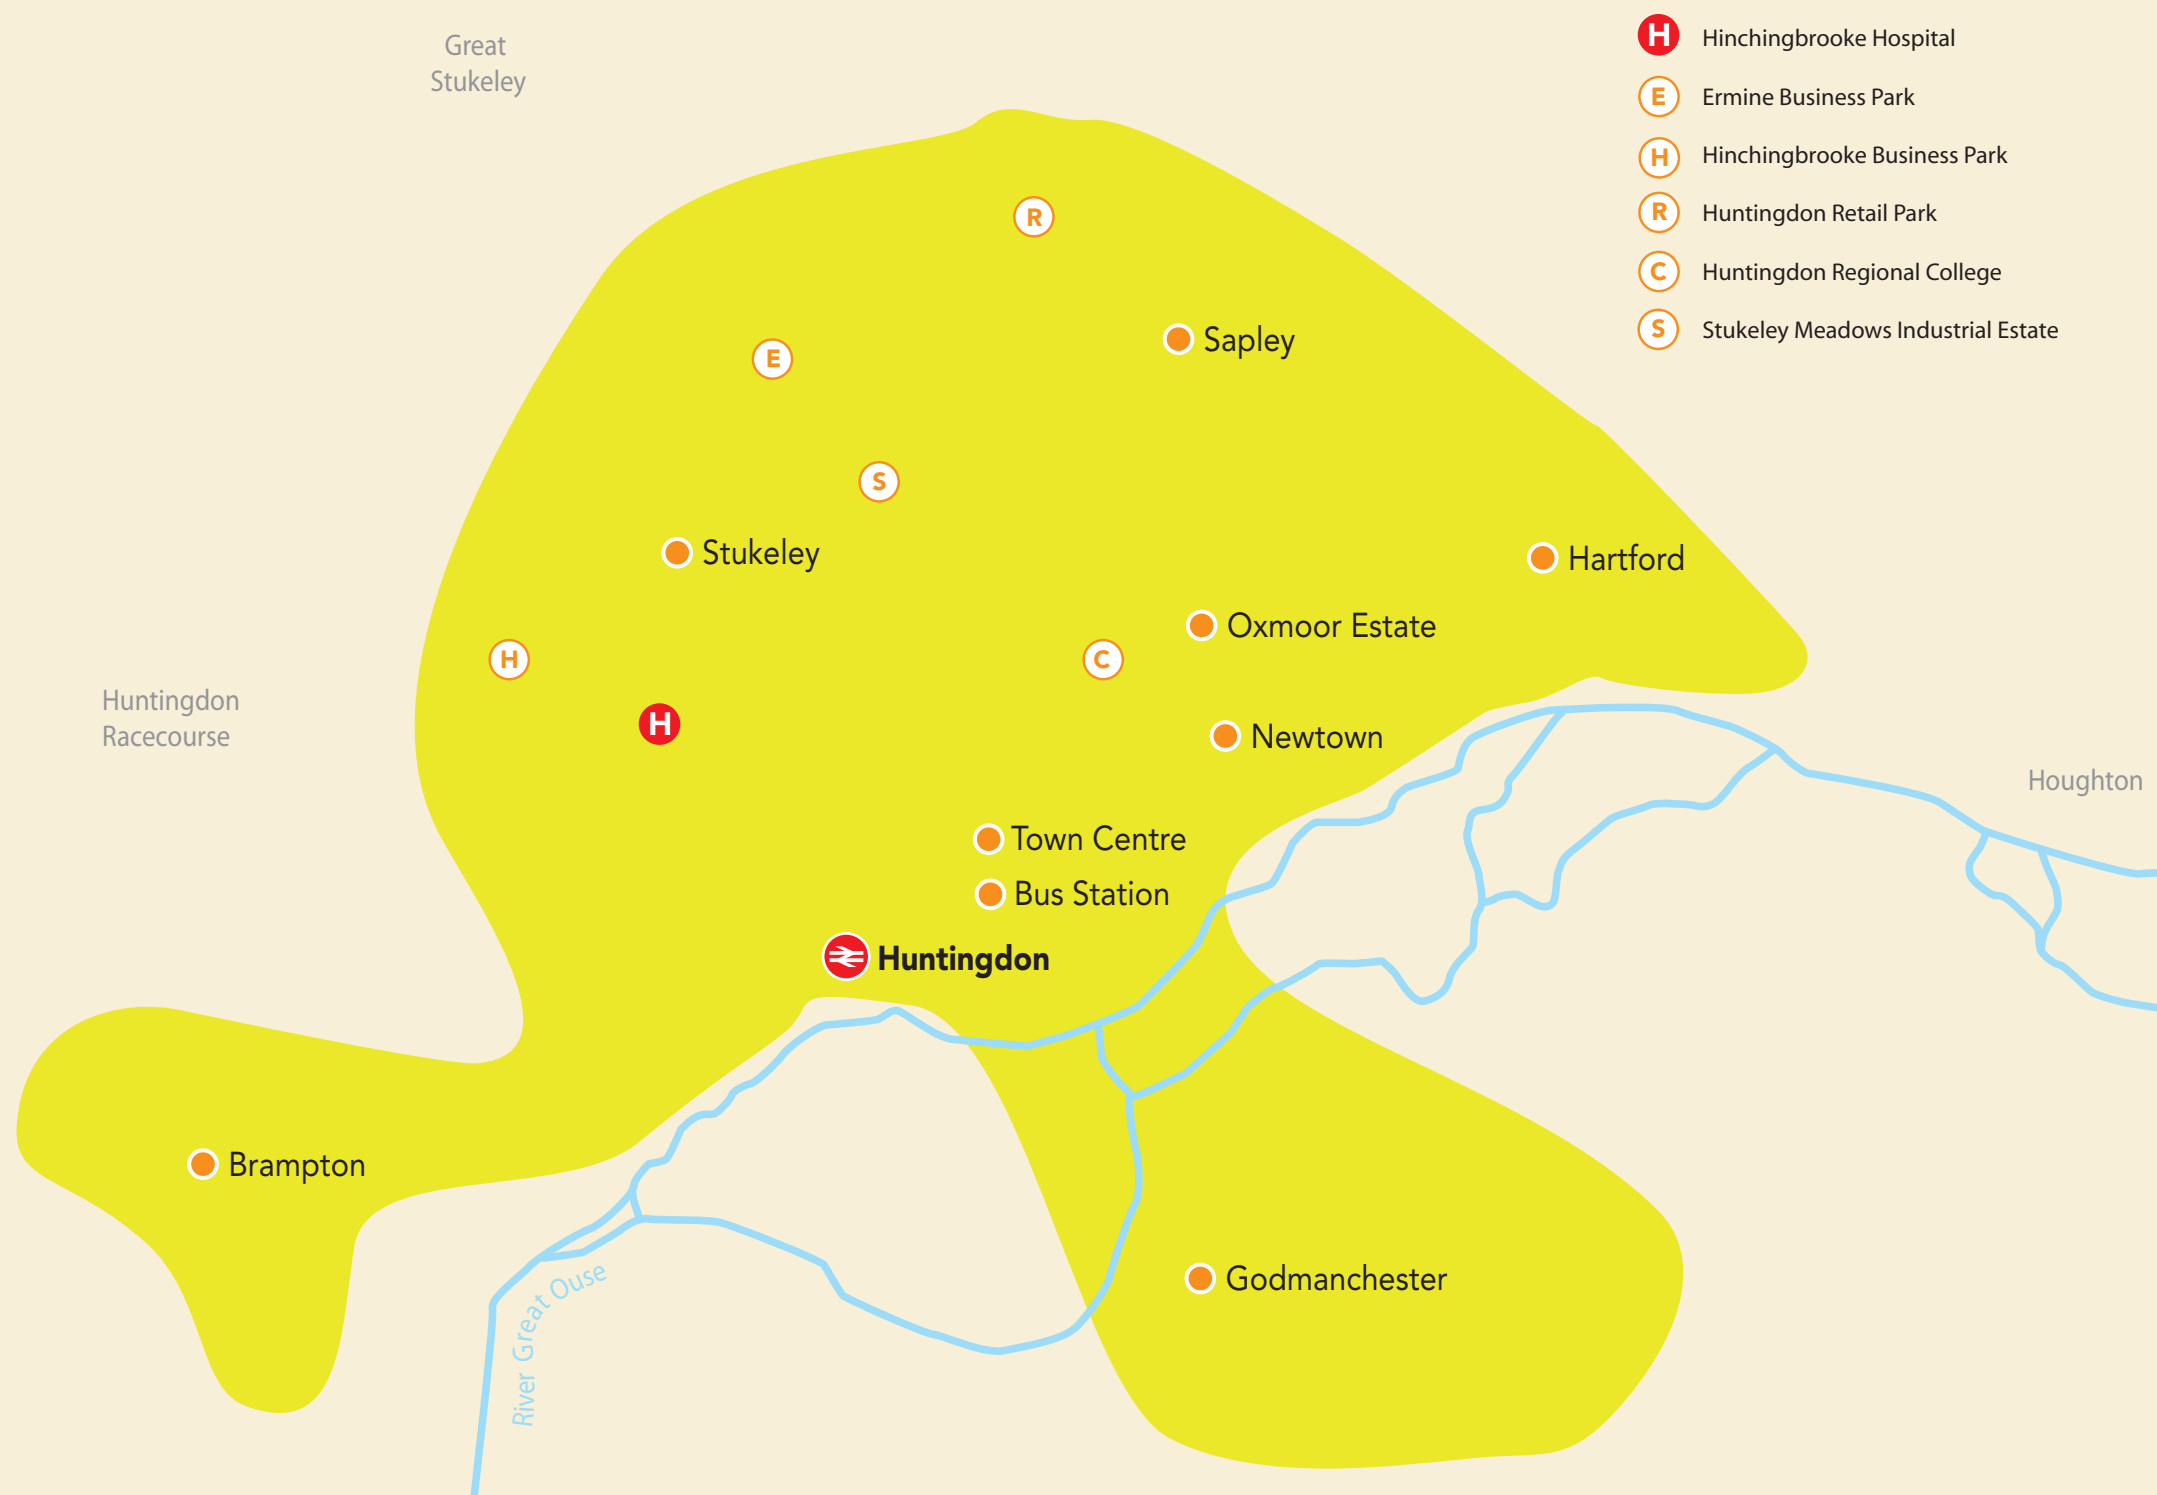 Great
Stukeley
H Hinchingbrooke Hospital
E Ermine Business Park
H Hinchingbrooke Business Park
R Huntingdon Retail Park
C Huntingdon Regional College
S Stukeley Meadows Industrial Estate
R
Sapley
E
S
Stukeley
Hartford
Oxmoor Estate
H
C
Huntingdon
Racecourse
H
Newtown
Houghton
Town Centre
Bus Station
Huntingdon
Brampton
Godmanchester
River Great Ouse